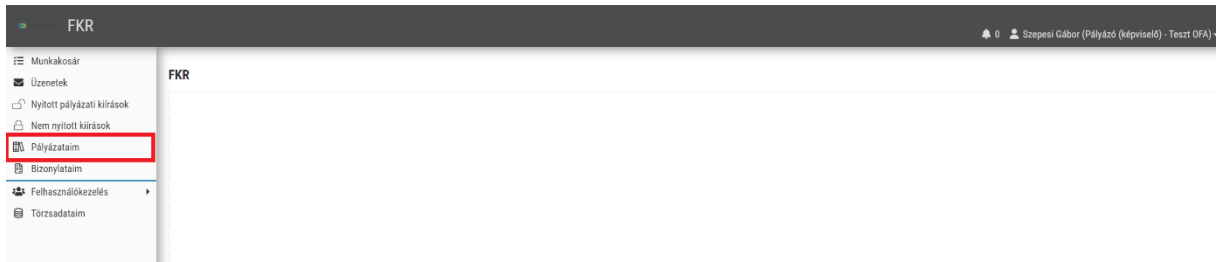 FKR
0 Szepesi Gábor (Pályázó (képviselő) - Teszt OFA)
Munkakosár
Üzenetek
Nyitott pályázati kiírások
Nem nyitott kiírások
Pályázataim
Bizonylataim
Felhasználókezelés
Törzsadataim
FKR